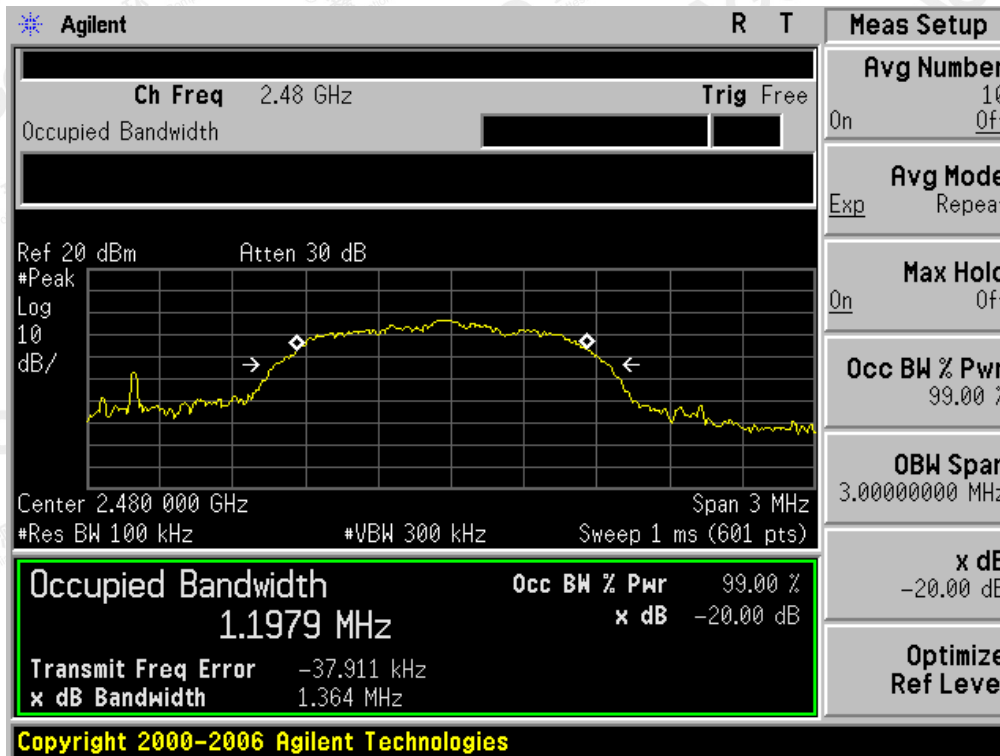 Agilent R T
Ch Freq 2.48 GHz Trig Free
Occupied Bandwidth
Ref 20 dBm Atten 30 dB
#Peak
Log
10
dB/
Center 2.480 000 GHz Span 3 MHz
#Res BW 100 kHz #VBW 300 kHz Sweep 1 ms (601 pts)
Occupied Bandwidth
1.1979 MHz
Occ BW % Pwr 99.00 %
x dB -20.00 dB
Transmit Freq Error -37.911 kHz
x dB Bandwidth 1.364 MHz
Copyright 2000-2006 Agilent Technologies
Meas Setup
Avg Number
10
On Off
Avg Mode
Exp Repeat
Max Hold
On Off
Occ BW % Pwr
99.00 %
OBW Span
3.00000000 MHz
x dB
-20.00 dB
Optimize
Ref Level